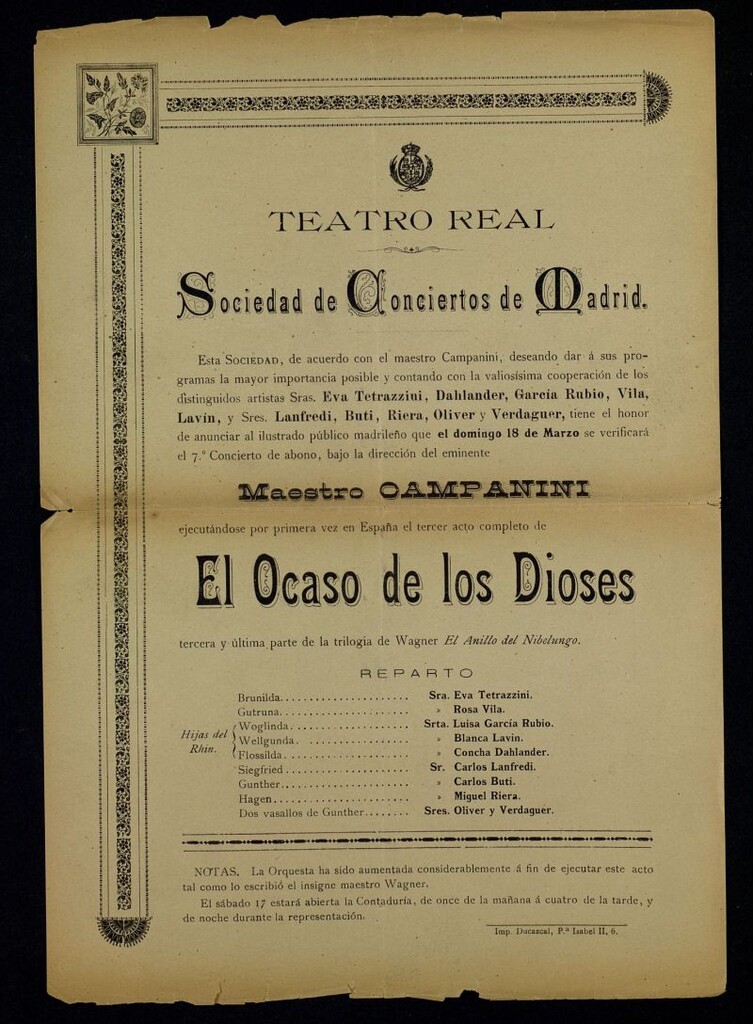 TEATRO REAL
Sociedad de Conciertos de Madrid.
Esta SOCIEDAD, de acuerdo con el maestro Campanini, deseando dar á sus pro-
gramas la mayor importancia posible y contando con la valiosísima cooperación de los
distinguidos artistas Sras. Eva Tetrazzini, Dahlander, García Rubio, Vila,
Lavín, y Sres. Lanfredi, Buti, Riera, Oliver y Verdaguer, tiene el honor
de anunciar al ilustrado público madrileño que el domingo 18 de Marzo se verificará
el 7.º Concierto de abono, bajo la dirección del eminente
Maestro CAMPANINI
ejecutándose por primera vez en España el tercer acto completo de
El Ocaso de los Dioses
tercera y última parte de la trilogia de Wagner El Anillo del Nibelungo.
REPARTO
Brunilda.................... Sra. Eva Tetrazzini.
Gutruna.................... » Rosa Vila.
Hijas del Rhin. { Woglinda.................... Srta. Luisa García Rubio.
Wellgunda.................... » Blanca Lavin.
Flossilda.................... » Concha Dahlander.
Siegfried.................... Sr. Carlos Lanfredi.
Gunther.................... » Carlos Buti.
Hagen.................... » Miguel Riera.
Dos vasallos de Gunther....... Sres. Oliver y Verdaguer.
NOTAS. La Orquesta ha sido aumentada considerablemente á fin de ejecutar este acto
tal como lo escribió el insigne maestro Wagner.
El sábado 17 estará abierta la Contaduría, de once de la mañana á cuatro de la tarde, y
de noche durante la representación.
Imp. Ducazcal, P.ª Isabel II, 6.